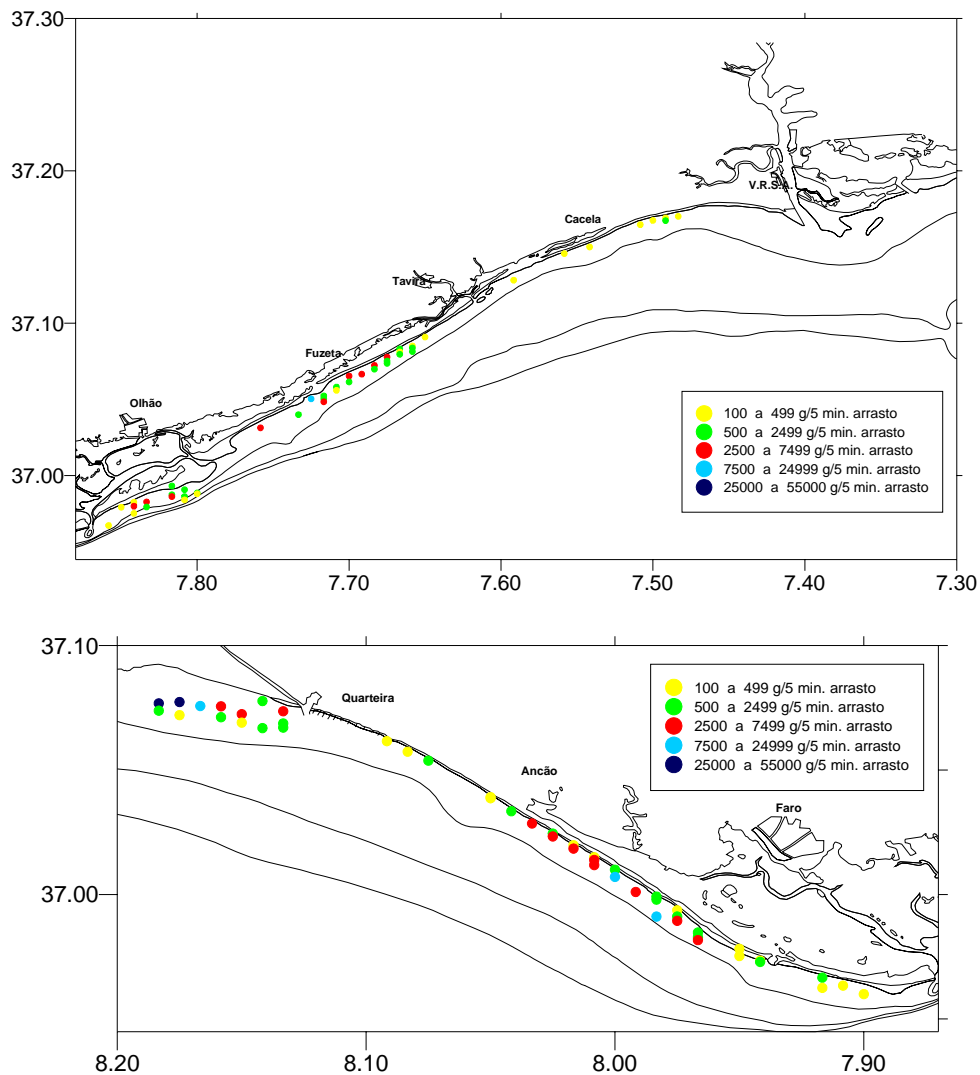 37.30
37.20
37.10
37.00
V.R.S.A.
Cacela
Tavira
Fuzeta
Olhão
100 a 499 g/5 min. arrasto
500 a 2499 g/5 min. arrasto
2500 a 7499 g/5 min. arrasto
7500 a 24999 g/5 min. arrasto
25000 a 55000 g/5 min. arrasto
7.80 7.70 7.60 7.50 7.40 7.30
37.10
37.00
Quarteira
Ancão
Faro
100 a 499 g/5 min. arrasto
500 a 2499 g/5 min. arrasto
2500 a 7499 g/5 min. arrasto
7500 a 24999 g/5 min. arrasto
25000 a 55000 g/5 min. arrasto
8.20 8.10 8.00 7.90